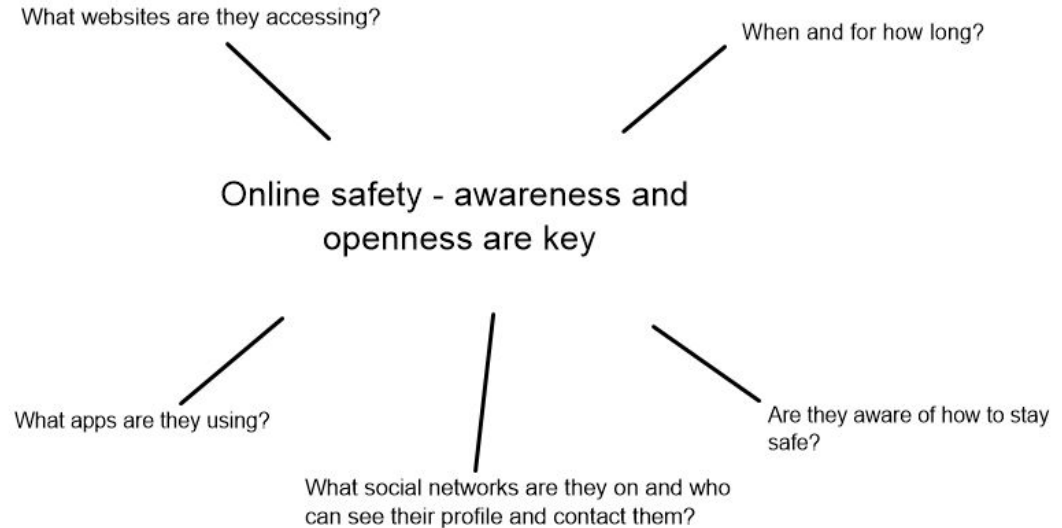 What websites are they accessing?
When and for how long?
Online safety - awareness and
openness are key
What apps are they using?
Are they aware of how to stay
safe?
What social networks are they on and who
can see their profile and contact them?